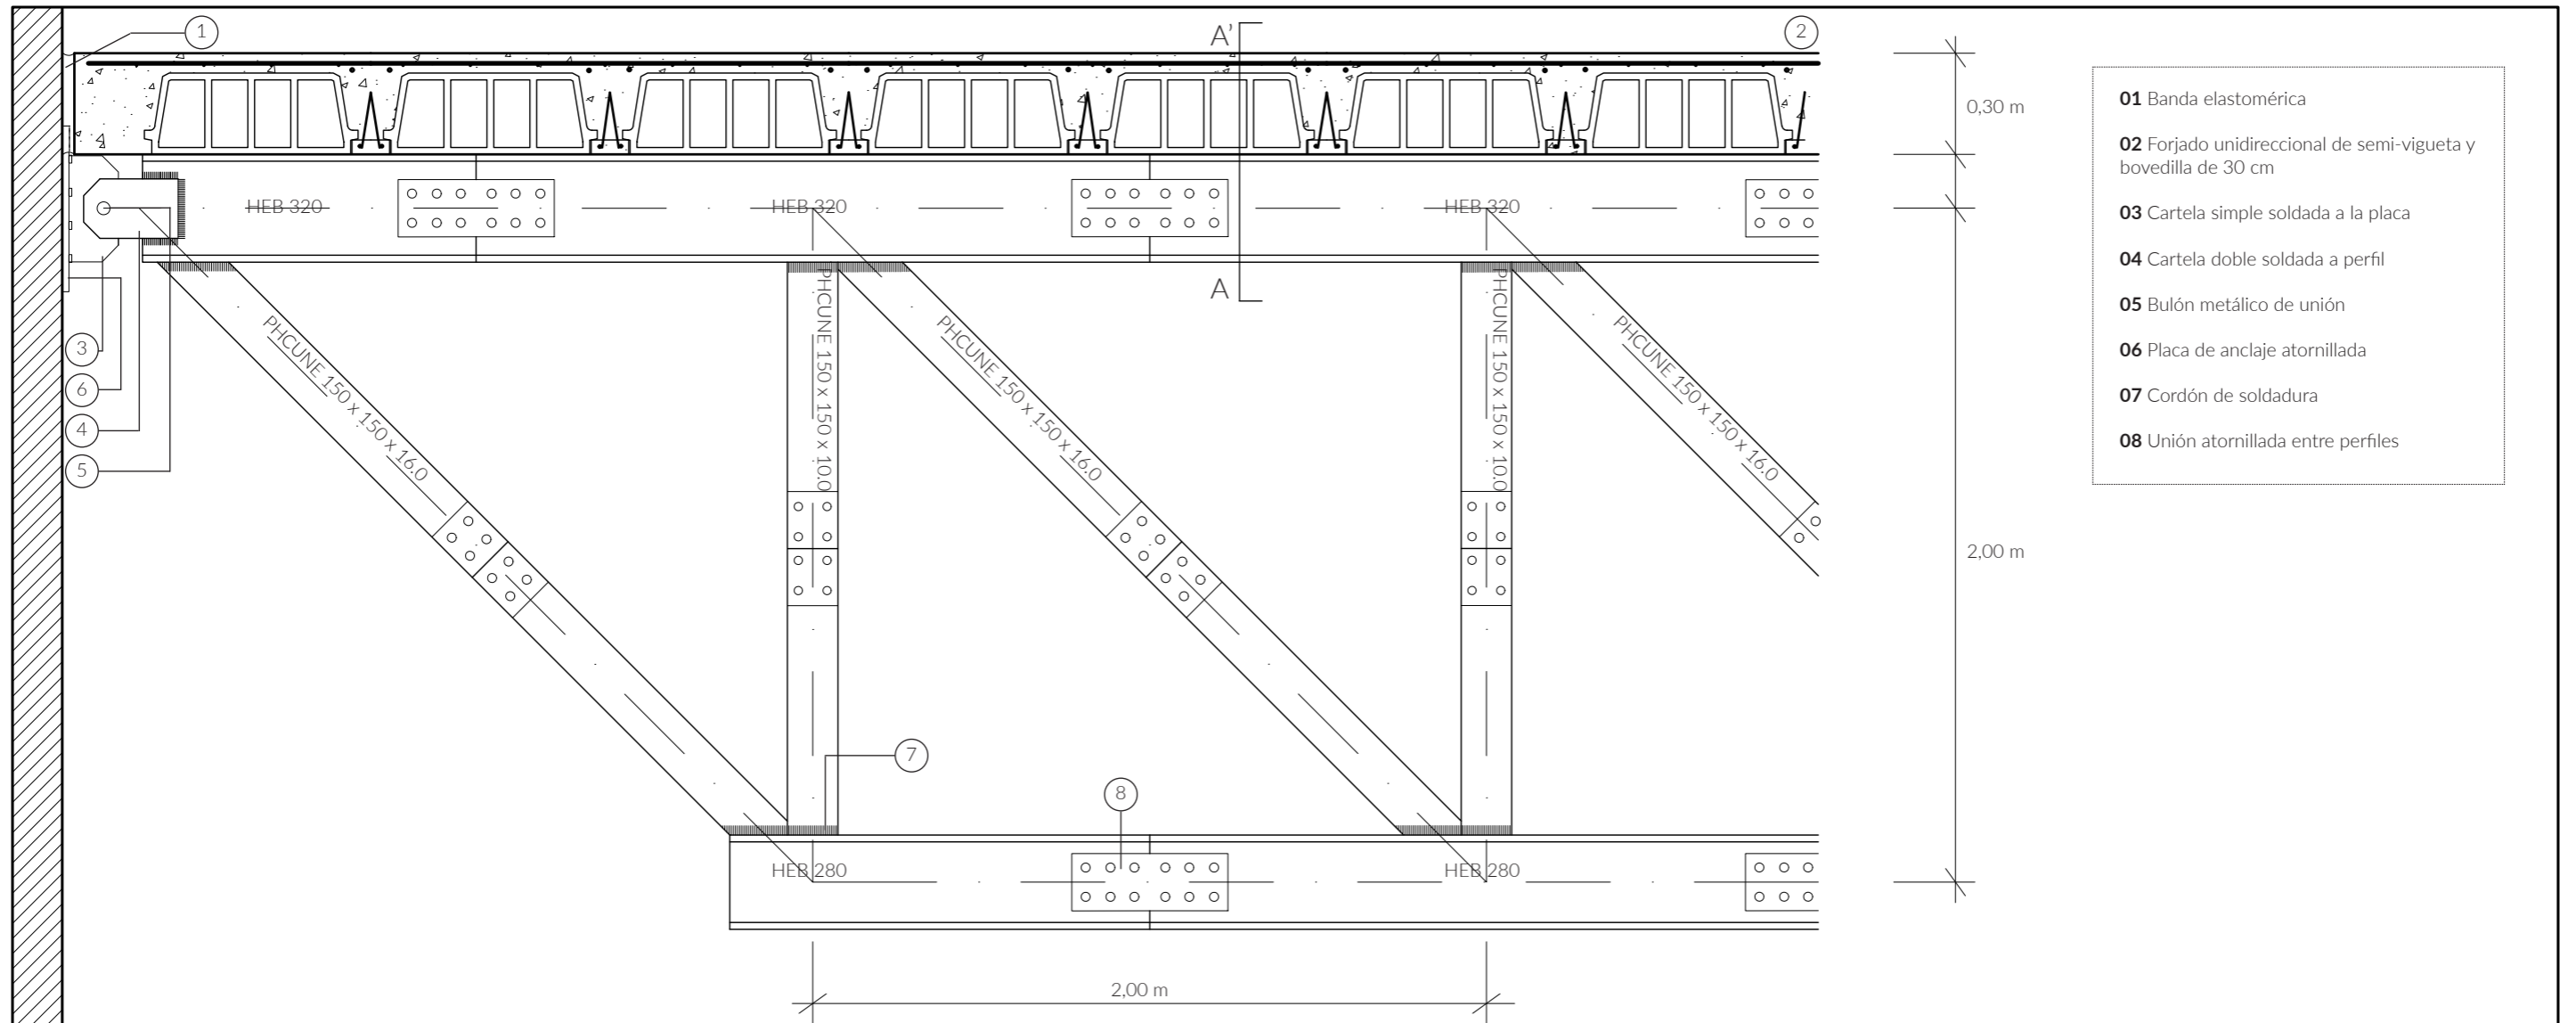 1
A'
2
0,30 m
HEB 320
HEB 320
HEB 320
A
3
6
4
5
PHCUNE 150 x 150 x 16.0
PHCUNE 150 x 150 x 10.0
PHCUNE 150 x 150 x 16.0
PHCUNE 150 x 150 x 10.0
PHCUNE 150 x 150 x 16.0
2,00 m
7
8
HEB 280
HEB 280
2,00 m
01 Banda elastomérica
02 Forjado unidireccional de semi-vigueta y
bovedilla de 30 cm
03 Cartela simple soldada a la placa
04 Cartela doble soldada a perfil
05 Bulón metálico de unión
06 Placa de anclaje atornillada
07 Cordón de soldadura
08 Unión atornillada entre perfiles